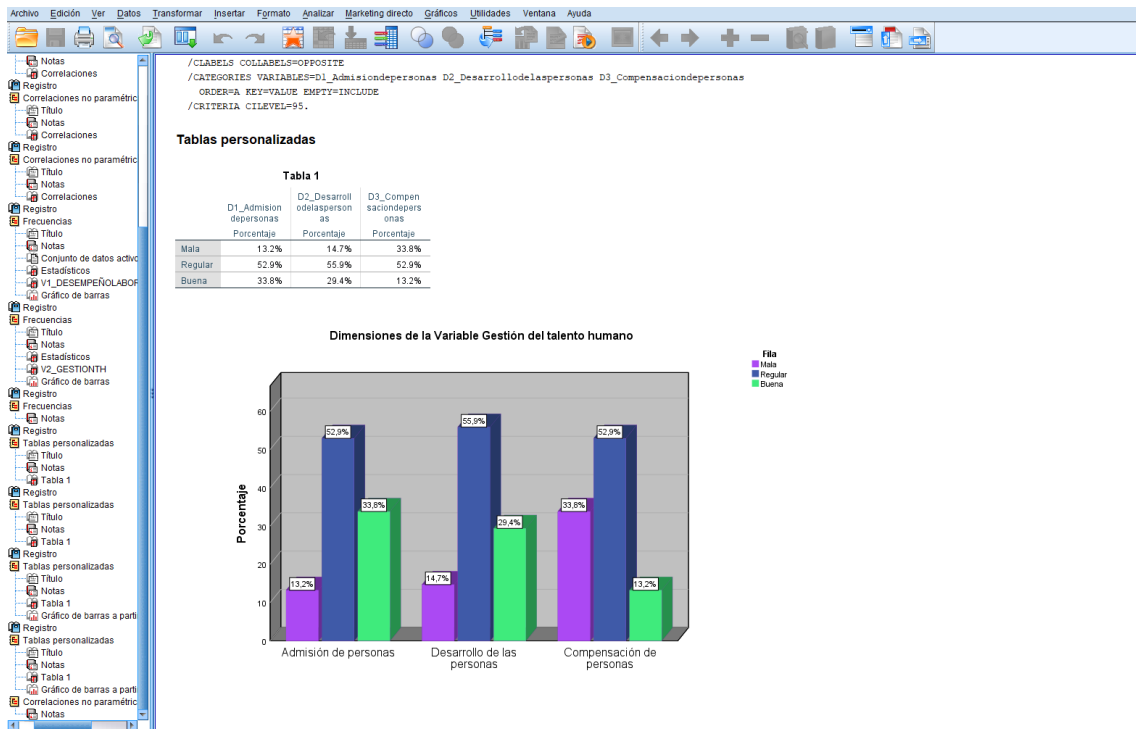 Archivo Edición Ver Datos Transformar Insertar Formato Analizar Marketing directo Gráficos Utilidades Ventana Ayuda
Notas
Correlaciones
Registro
Correlaciones no paramétric
Título
Notas
Correlaciones
Registro
Correlaciones no paramétric
Título
Notas
Correlaciones
Registro
Frecuencias
Título
Notas
Conjunto de datos activo
Estadísticos
V1_DESEMPEÑOLABOR
Gráfico de barras
Registro
Frecuencias
Título
Notas
Estadísticos
V2_GESTIONTH
Gráfico de barras
Registro
Frecuencias
Notas
Registro
Tablas personalizadas
Título
Notas
Tabla 1
Registro
Tablas personalizadas
Título
Notas
Tabla 1
Registro
Tablas personalizadas
Título
Notas
Tabla 1
Gráfico de barras a parti
Registro
Tablas personalizadas
Título
Notas
Tabla 1
Gráfico de barras a parti
Correlaciones no paramétric
Notas
/CLABELS COLLABELS=OPPOSITE
/CATEGORIES VARIABLES=D1_Admisiondepersonas D2_Desarrollodelaspersonas D3_Compensaciondepersonas
ORDER=A KEY=VALUE EMPTY=INCLUDE
/CRITERIA CILEVEL=95.
Tablas personalizadas
Tabla 1
D1_Admision
depersonas
D2_Desarroll
odelasperson
as
D3_Compen
saciondepers
onas
Porcentaje Porcentaje Porcentaje
Mala 13.2% 14.7% 33.8%
Regular 52.9% 55.9% 52.9%
Buena 33.8% 29.4% 13.2%
Dimensiones de la Variable Gestión del talento humano
Fila
Mala
Regular
Buena
Porcentaje
60
50
40
30
20
10
0
13,2%
52,9%
33,8%
14,7%
55,9%
29,4%
33,8%
52,9%
13,2%
Admisión de personas
Desarrollo de las
personas
Compensación de
personas